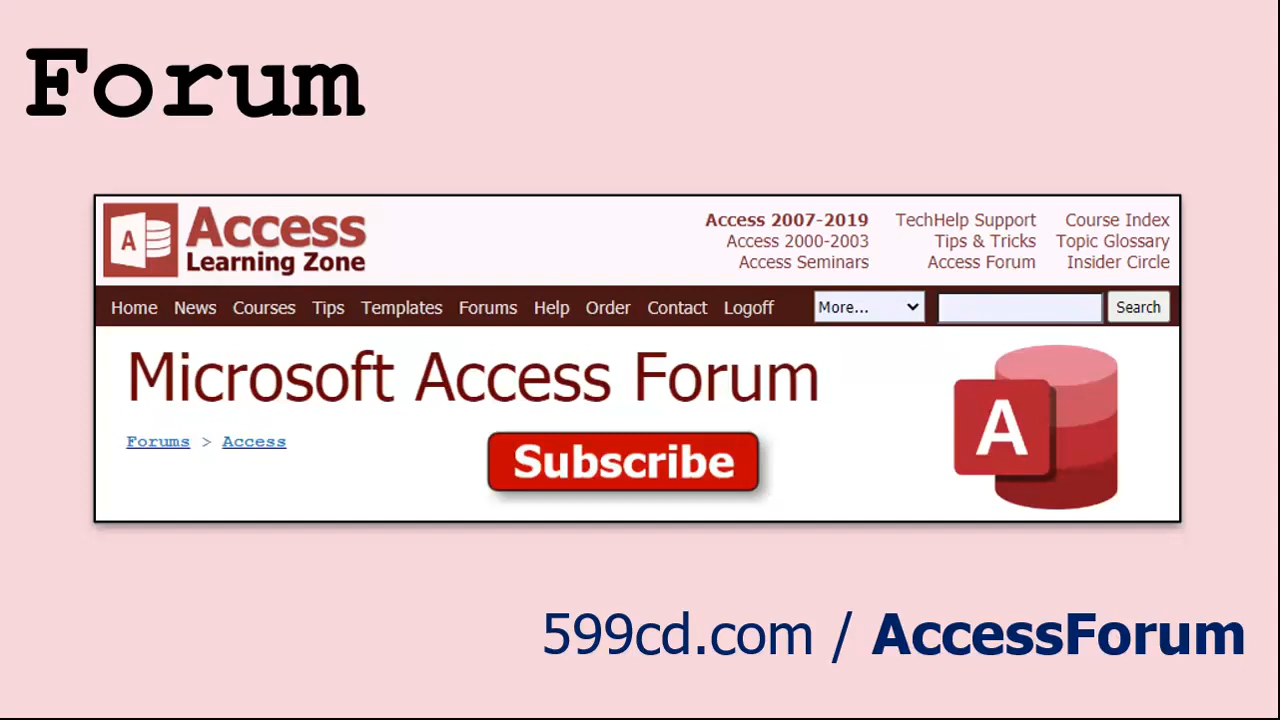 Forum
A Access
Learning Zone
Access 2007-2019 TechHelp Support Course Index
Access 2000-2003 Tips & Tricks Topic Glossary
Access Seminars Access Forum Insider Circle
Home News Courses Tips Templates Forums Help Order Contact Logoff More... Search
Microsoft Access Forum
A
Forums > Access
Subscribe
599cd.com / AccessForum